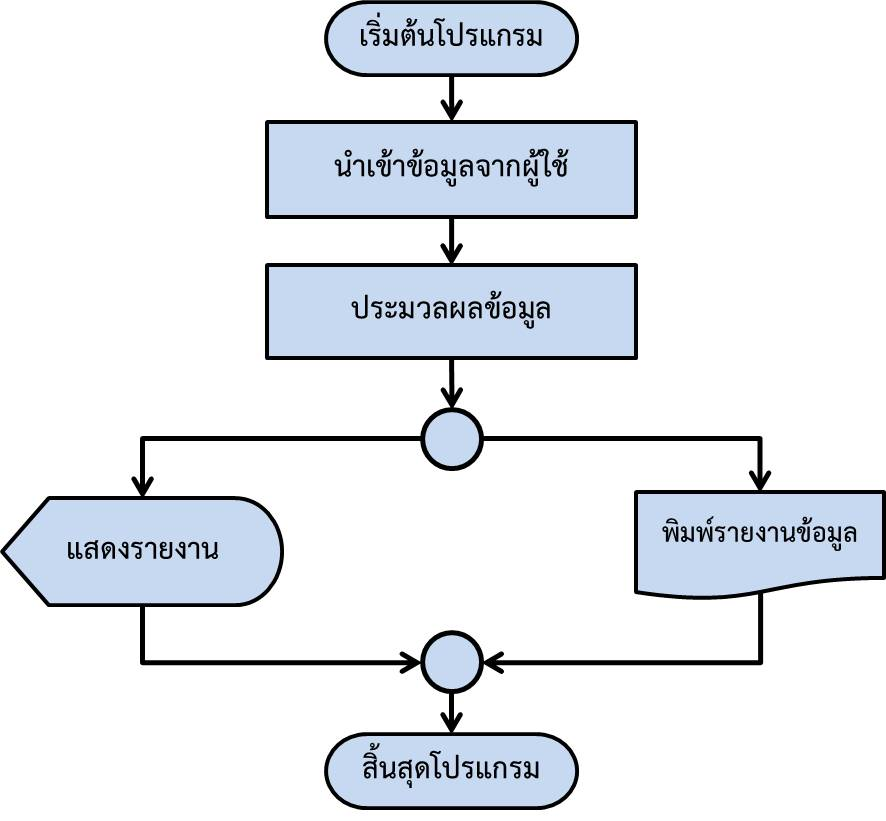 เริ่มต้นโปรแกรม
นำเข้าข้อมูลจากผู้ใช้
ประมวลผลข้อมูล
แสดงรายงาน
พิมพ์รายงานข้อมูล
สิ้นสุดโปรแกรม